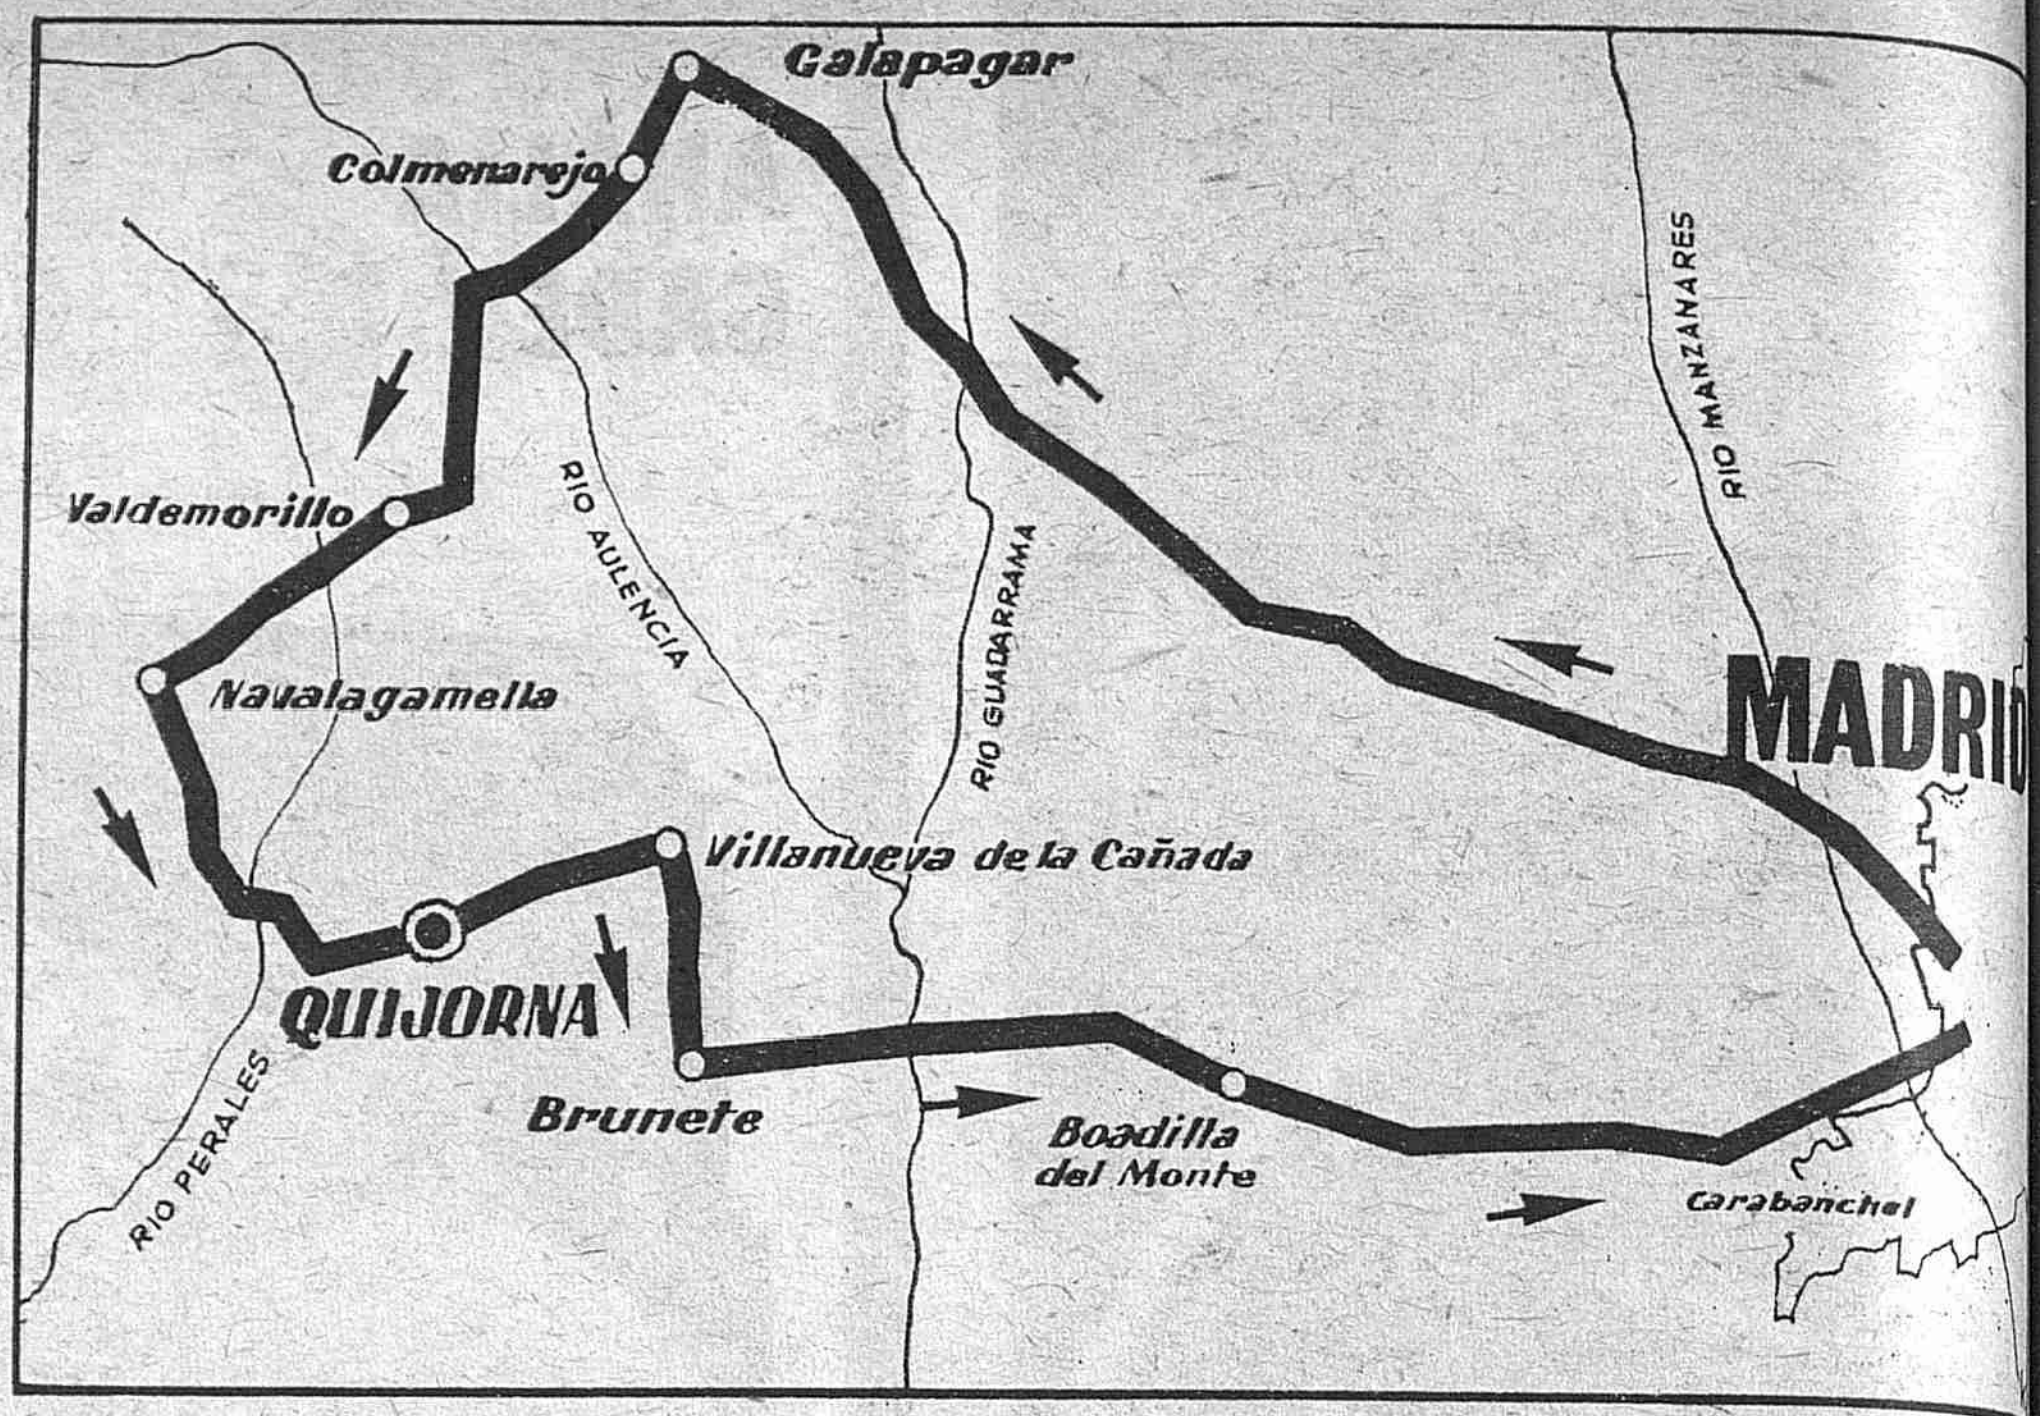 Galapagar
Colmenarejo
RIO MANZANARES
Valdemorillo
RIO AULENCIA
RIO GUADARRAMA
MADRID
Navalagamella
Villanueva de la Cañada
QUIJORNA
RIO PERALES
Brunete
Boadilla
del Monte
Carabanchel